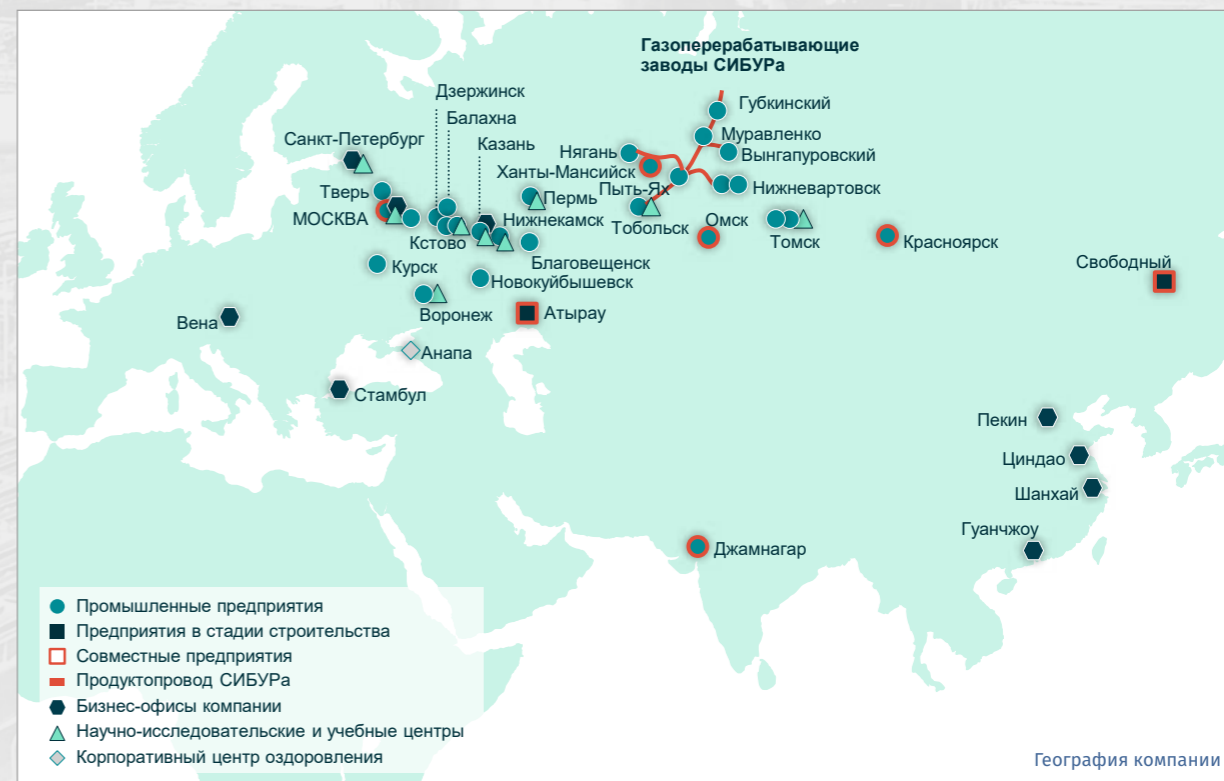 Газоперерабатывающие
заводы СИБУРа
Дзержинск
Губкинский
Балахна
Санкт-Петербург
Казань
Муравленко
Нягань
Вынгапуровский
Ханты-Мансийск
Тверь
Пермь
Пыть-Ях
Нижневартовск
МОСКВА
Нижнекамск
Тобольск
Омск
Кстово
Томск
Красноярск
Благовещенск
Свободный
Курск
Новокуйбышевск
Воронеж
Атырау
Вена
Анапа
Стамбул
Пекин
Циндао
Шанхай
Гуанчжоу
Джамнагар
Промышленные предприятия
Предприятия в стадии строительства
Совместные предприятия
Продуктопровод СИБУРа
Бизнес-офисы компании
Научно-исследовательские и учебные центры
Корпоративный центр оздоровления
География компании